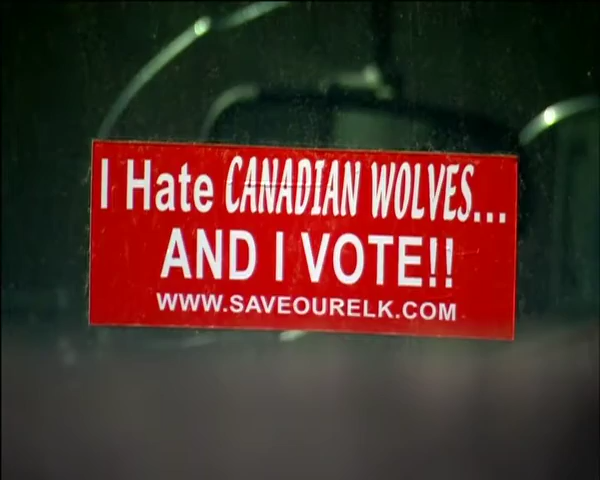 I Hate CANADIAN WOLVES...
AND I VOTE!!
WWW.SAVEOURELK.COM